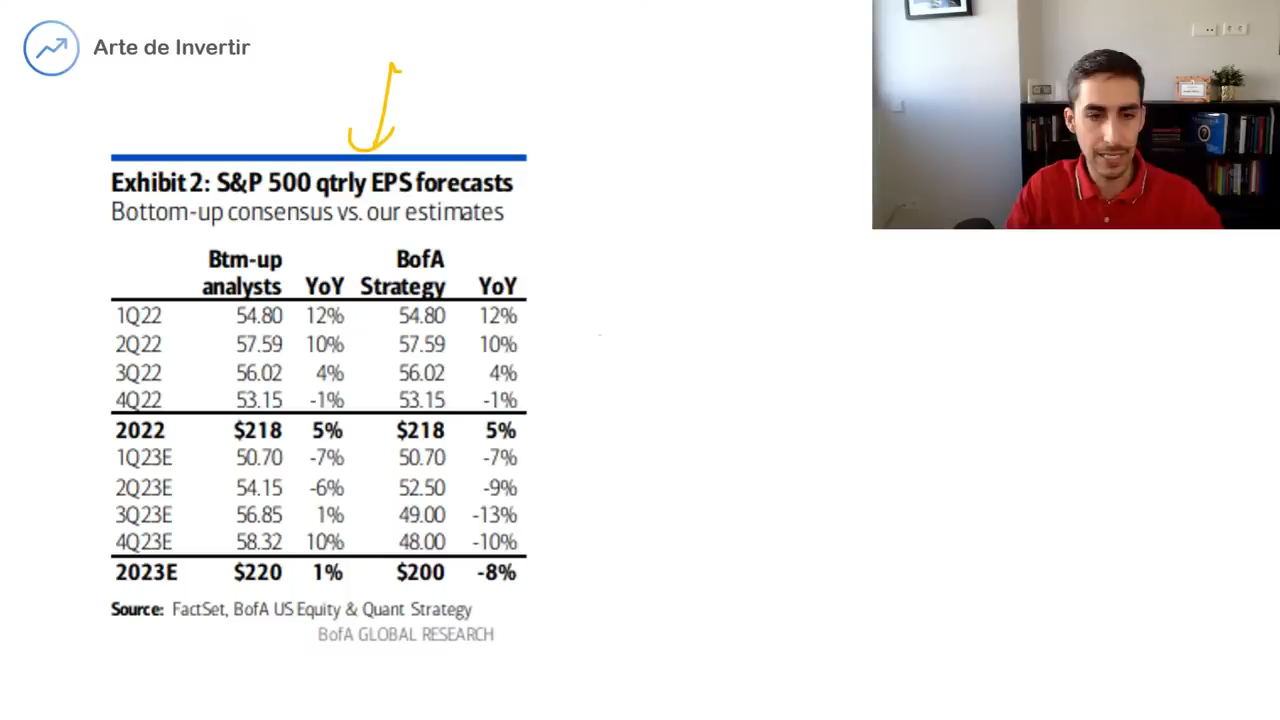 Arte de Invertir
Exhibit 2: S&P 500 qtrly EPS forecasts
Bottom-up consensus vs. our estimates
Btm-up BofA
analysts YoY Strategy YoY
1Q22 54.80 12% 54.80 12%
2Q22 57.59 10% 57.59 10%
3Q22 56.02 4% 56.02 4%
4Q22 53.15 -1% 53.15 -1%
2022 $218 5% $218 5%
1Q23E 50.70 -7% 50.70 -7%
2Q23E 54.15 -6% 52.50 -9%
3Q23E 56.85 1% 49.00 -13%
4Q23E 58.32 10% 48.00 -10%
2023E $220 1% $200 -8%
Source: FactSet, BofA US Equity & Quant Strategy
BofA GLOBAL RESEARCH